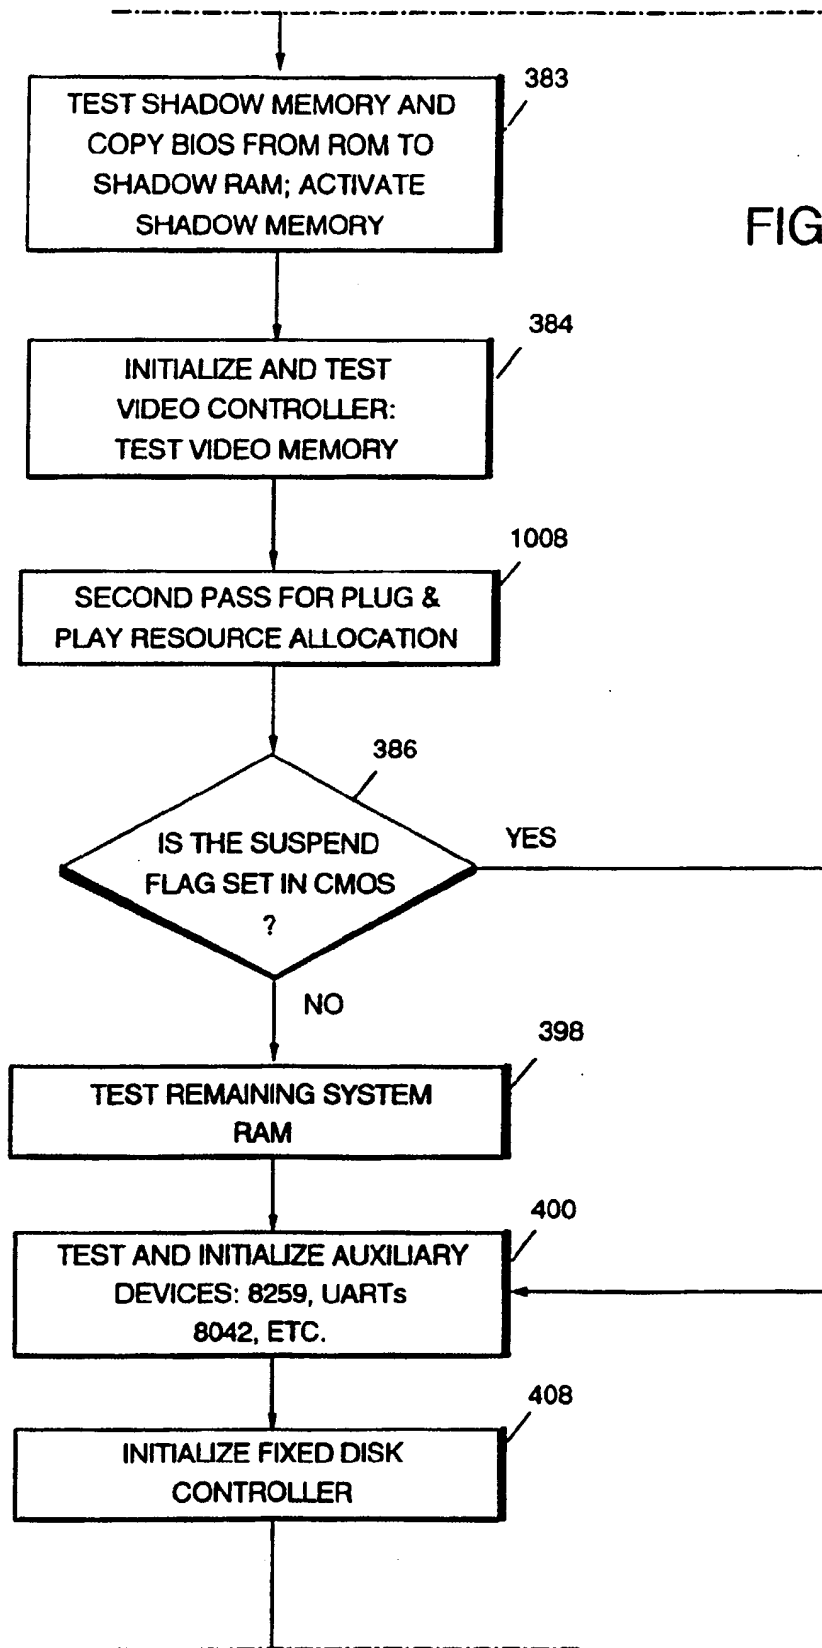 383
TEST SHADOW MEMORY AND
COPY BIOS FROM ROM TO
SHADOW RAM; ACTIVATE
SHADOW MEMORY
FIG
384
INITIALIZE AND TEST
VIDEO CONTROLLER:
TEST VIDEO MEMORY
1008
SECOND PASS FOR PLUG &
PLAY RESOURCE ALLOCATION
386
IS THE SUSPEND
FLAG SET IN CMOS
?
YES
NO
398
TEST REMAINING SYSTEM
RAM
400
TEST AND INITIALIZE AUXILIARY
DEVICES: 8259, UARTs
8042, ETC.
408
INITIALIZE FIXED DISK
CONTROLLER